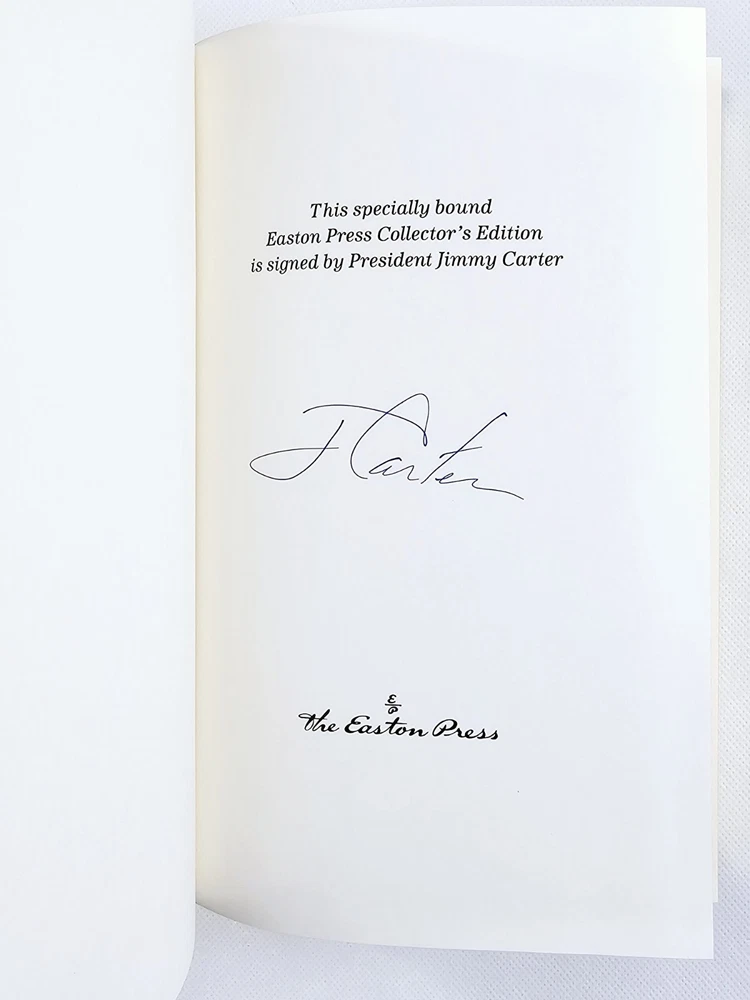 This specially bound
Easton Press Collector's Edition
is signed by President Jimmy Carter
J Carter
E
P
the Easton Press